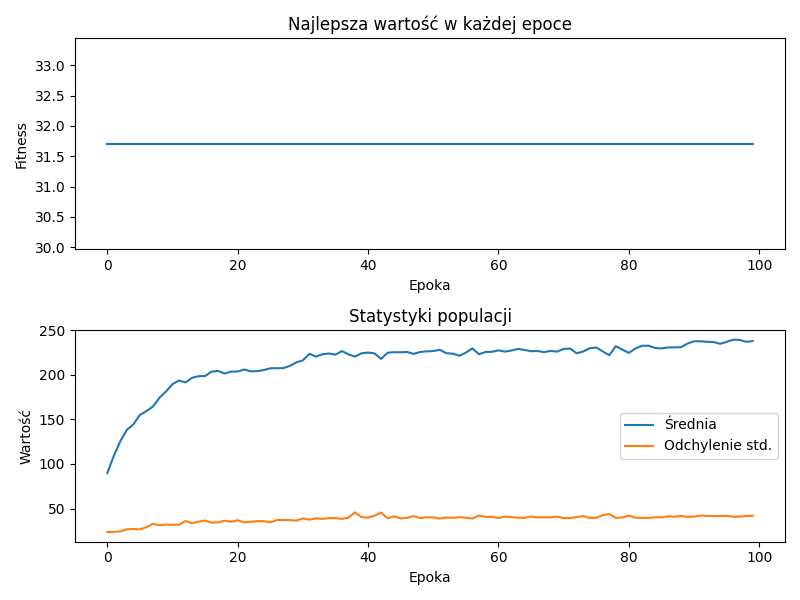 Najlepsza wartość w każdej epoce
33.0
32.5
32.0
31.5
31.0
30.5
30.0
Fitness
0 20 40 60 80 100
Epoka
Statystyki populacji
250
200
150
100
50
Wartość
Średnia
Odchylenie std.
0 20 40 60 80 100
Epoka